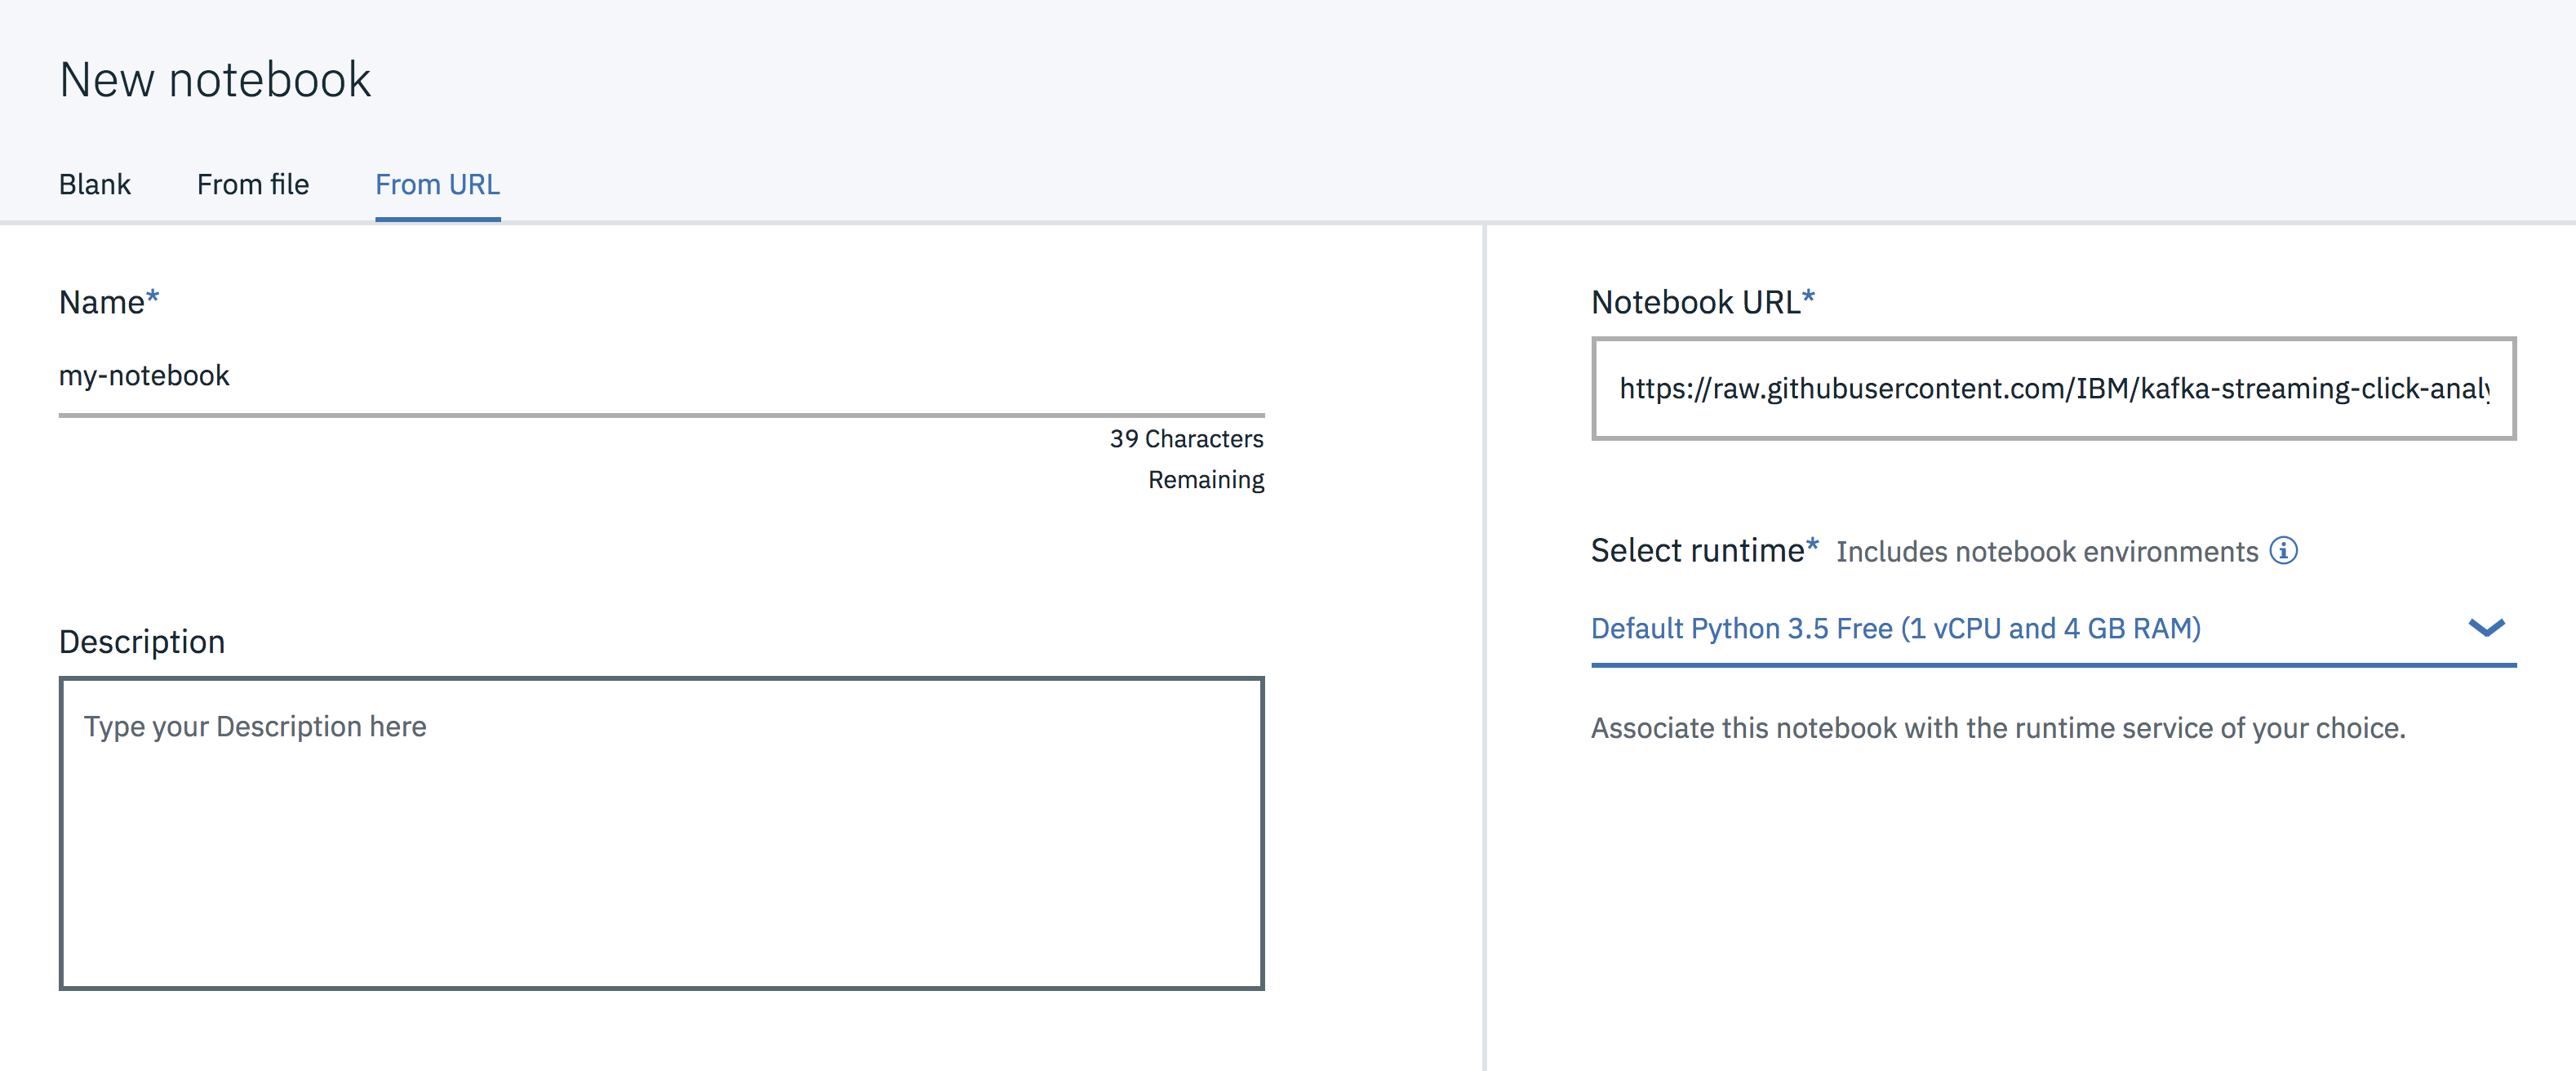 New notebook
Blank
From file
From URL
Name*
my-notebook
39 Characters
Remaining
Description
Type your Description here
Notebook URL*
https://raw.githubusercontent.com/IBM/kafka-streaming-click-analy
Select runtime* Includes notebook environments
Default Python 3.5 Free (1 vCPU and 4 GB RAM)
Associate this notebook with the runtime service of your choice.